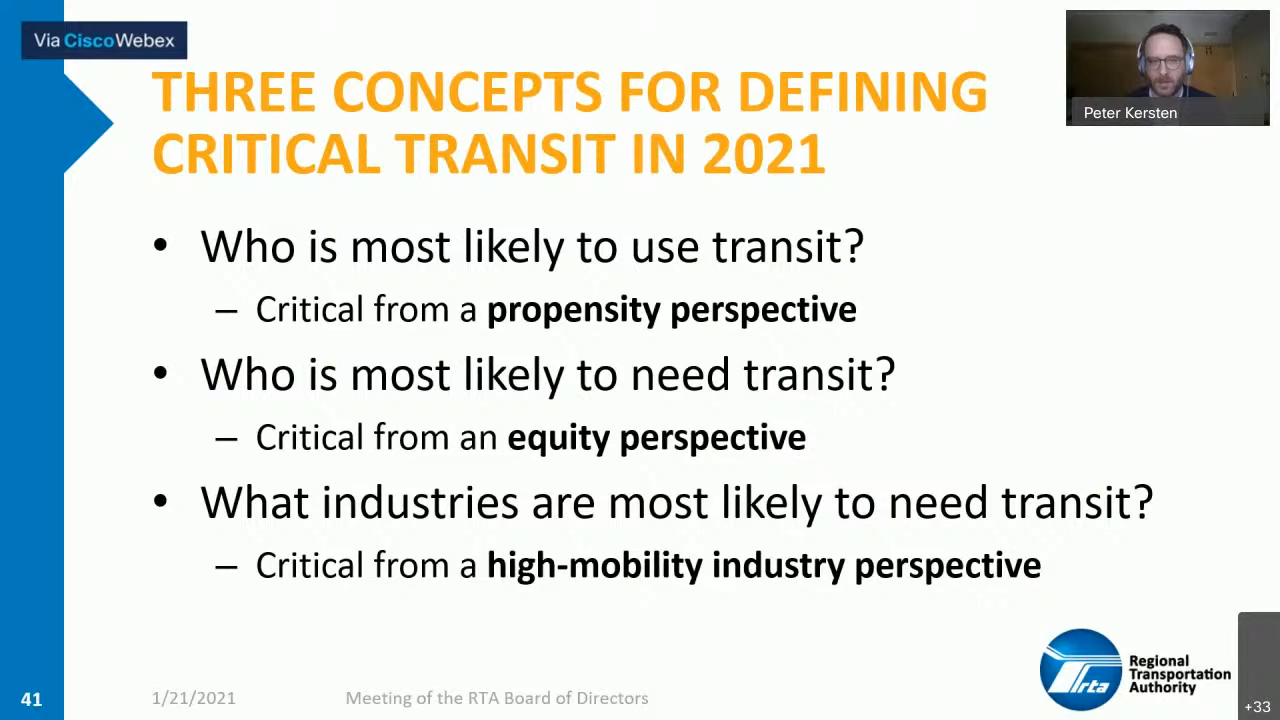 Via Cisco Webex
THREE CONCEPTS FOR DEFINING
CRITICAL TRANSIT IN 2021
Peter Kersten
• Who is most likely to use transit?
– Critical from a propensity perspective
• Who is most likely to need transit?
– Critical from an equity perspective
• What industries are most likely to need transit?
– Critical from a high-mobility industry perspective
rta
Regional
Transportation
Authority
41
1/21/2021
Meeting of the RTA Board of Directors
+33